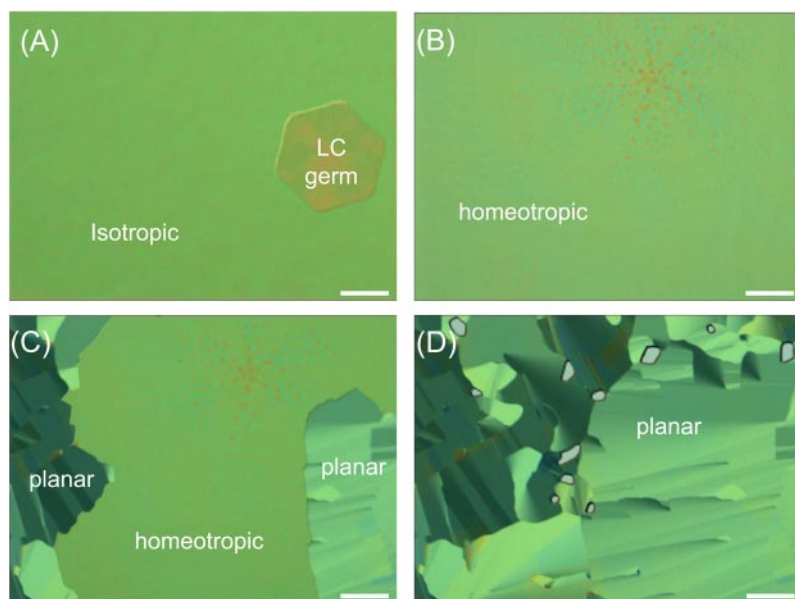 (A)
LC
germ
Isotropic
(B)
homeotropic
(C)
planar
planar
homeotropic
(D)
planar